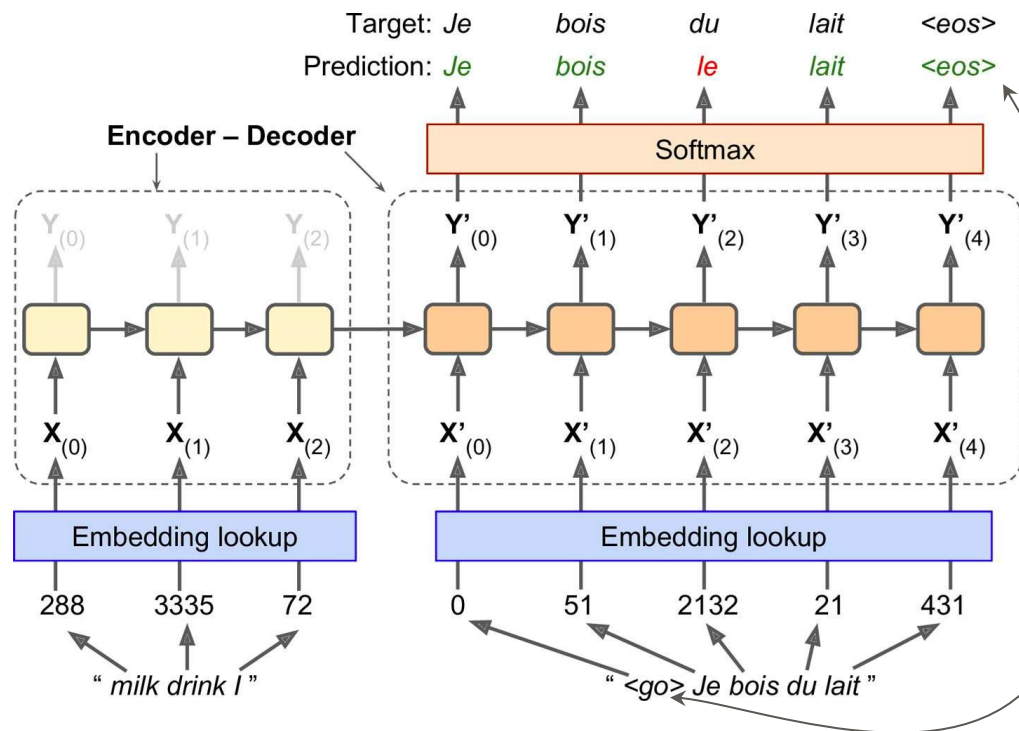 Target: Je bois du lait <eos>
Prediction: Je bois le lait <eos>
Encoder – Decoder
Softmax
Y(0) Y(1) Y(2) Y'(0) Y'(1) Y'(2) Y'(3) Y'(4)
X(0) X(1) X(2) X'(0) X'(1) X'(2) X'(3) X'(4)
Embedding lookup Embedding lookup
288 3335 72 0 51 2132 21 431
“ milk drink I ” “ <go> Je bois du lait ”